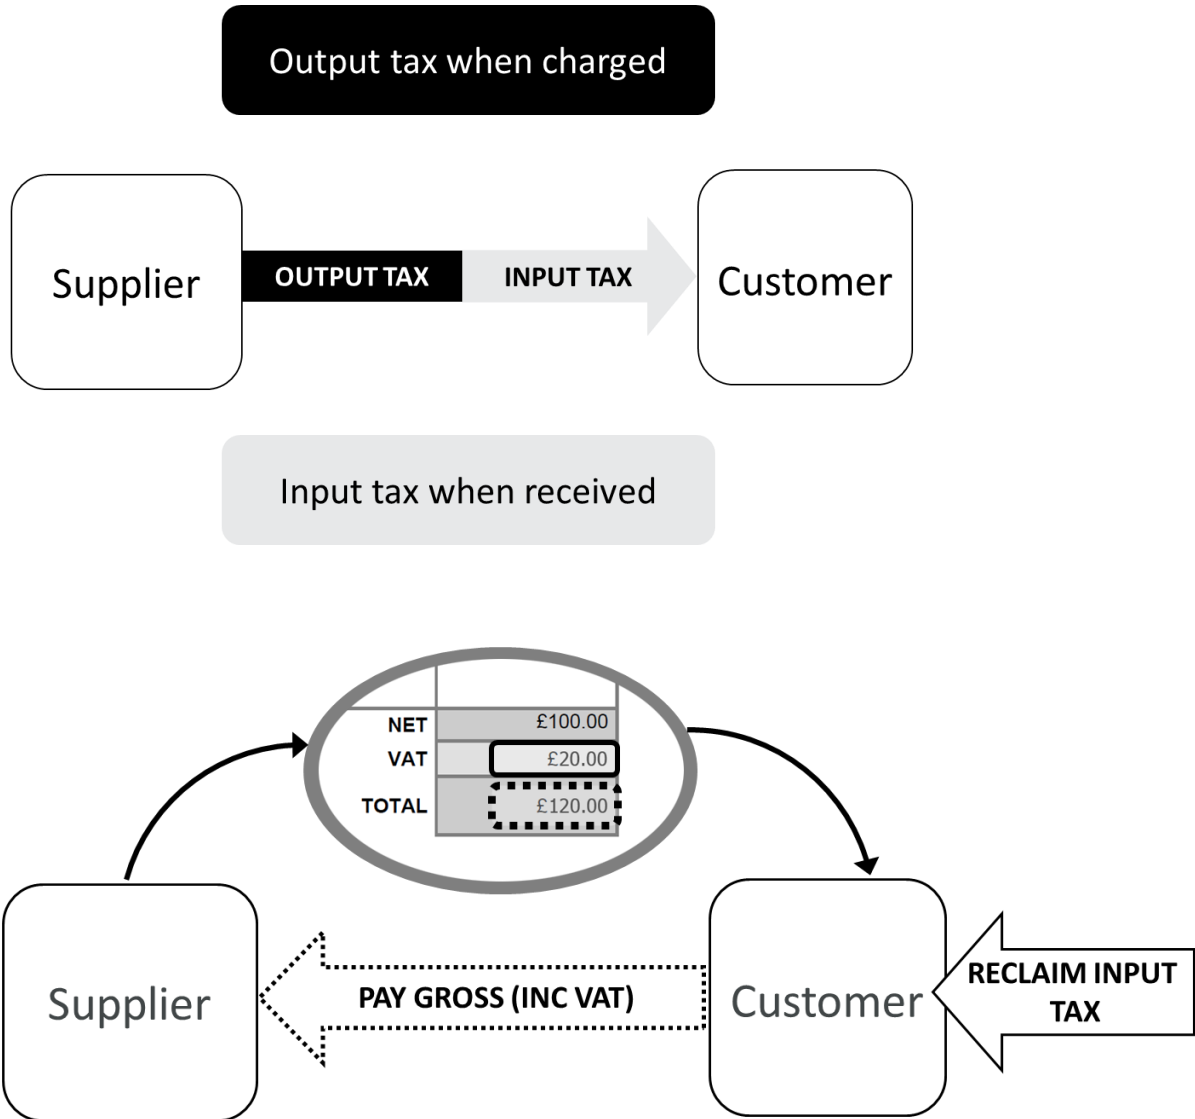 Output tax when charged
Supplier
OUTPUT TAX
INPUT TAX
Customer
Input tax when received
NET £100.00
VAT £20.00
TOTAL £120.00
Supplier
PAY GROSS (INC VAT)
Customer
RECLAIM INPUT
TAX